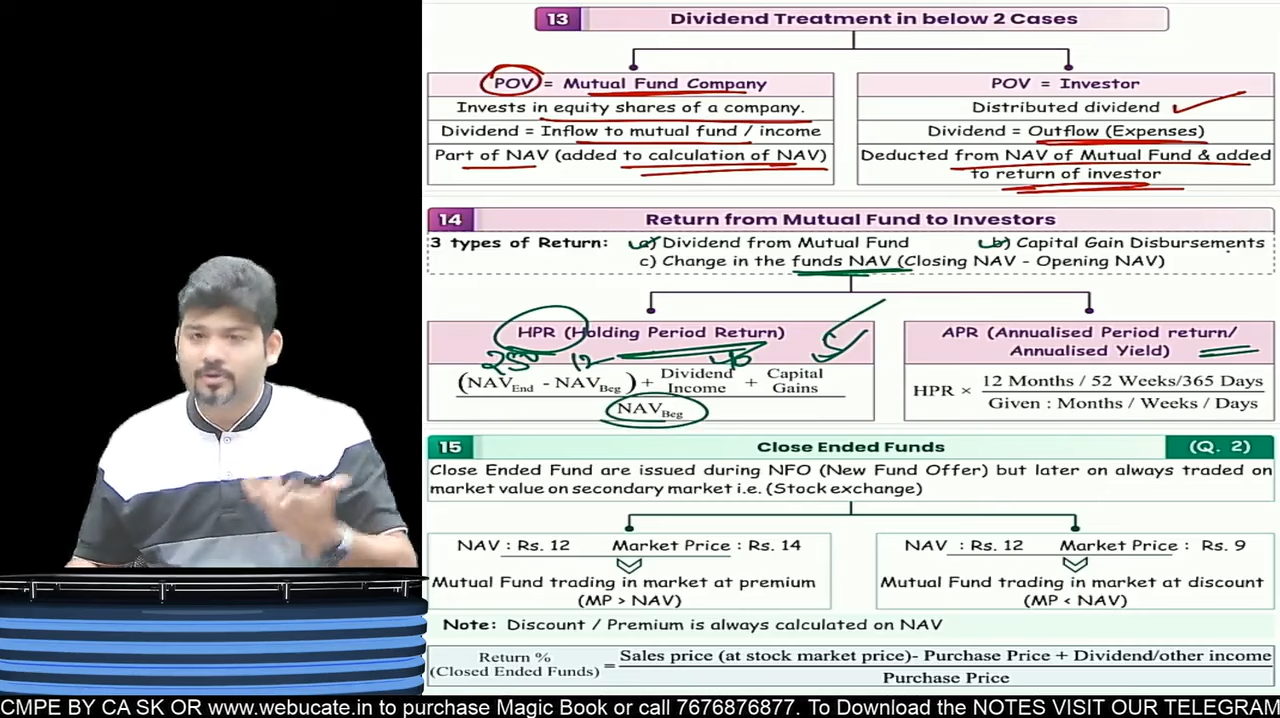 13 Dividend Treatment in below 2 Cases
POV = Mutual Fund Company
Invests in equity shares of a company.
Dividend = Inflow to mutual fund / income
Part of NAV (added to calculation of NAV)
POV = Investor
Distributed dividend
Dividend = Outflow (Expenses)
Deducted from NAV of Mutual Fund & added
to return of investor
14 Return from Mutual Fund to Investors
3 types of Return: a) Dividend from Mutual Fund b) Capital Gain Disbursements
c) Change in the funds NAV (Closing NAV - Opening NAV)
HPR (Holding Period Return)
(NAV End - NAV Beg) + Dividend Income + Capital Gains
NAV Beg
APR (Annualised Period return/
Annualised Yield)
HPR × 12 Months / 52 Weeks/365 Days
Given : Months / Weeks / Days
15 Close Ended Funds (Q. 2)
Close Ended Fund are issued during NFO (New Fund Offer) but later on always traded on
market value on secondary market i.e. (Stock exchange)
NAV : Rs. 12 Market Price : Rs. 14
Mutual Fund trading in market at premium
(MP > NAV)
NAV : Rs. 12 Market Price : Rs. 9
Mutual Fund trading in market at discount
(MP < NAV)
Note: Discount / Premium is always calculated on NAV
Return %
(Closed Ended Funds) = Sales price (at stock market price)- Purchase Price + Dividend/other income
Purchase Price
CMPE BY CA SK OR www.webucate.in to purchase Magic Book or call 7676876877. To Download the NOTES VISIT OUR TELEGRAM